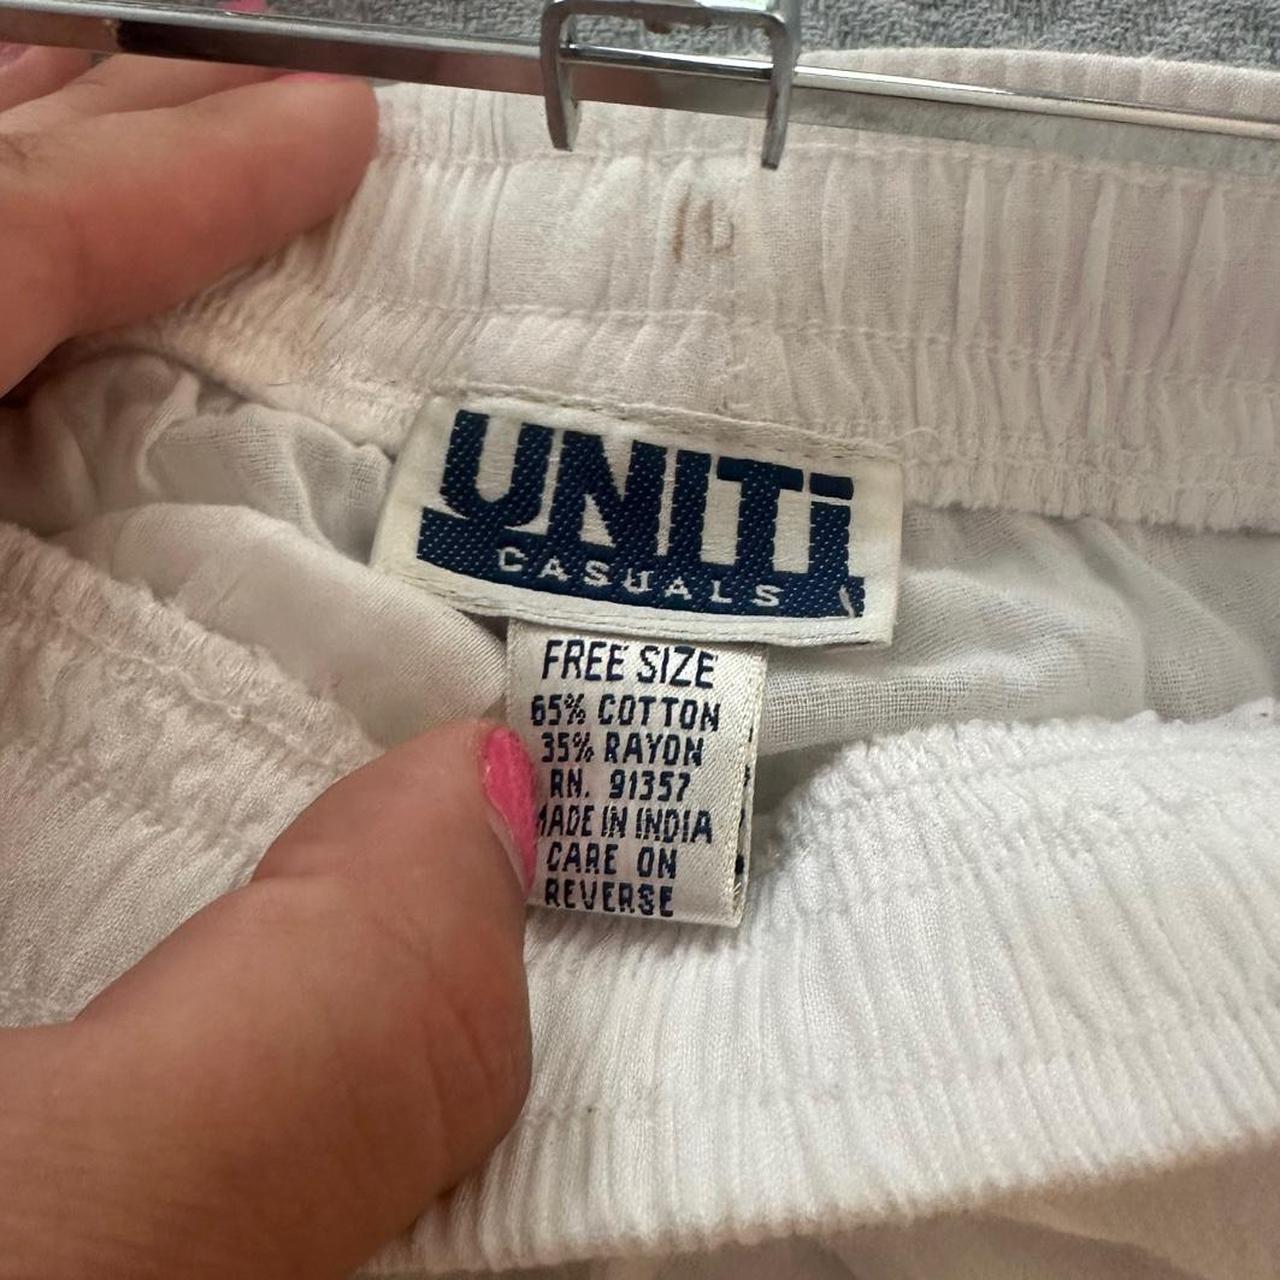 UNITi
CASUALS
FREE SIZE
65% COTTON
35% RAYON
RN. 91357
MADE IN INDIA
CARE ON
REVERSE